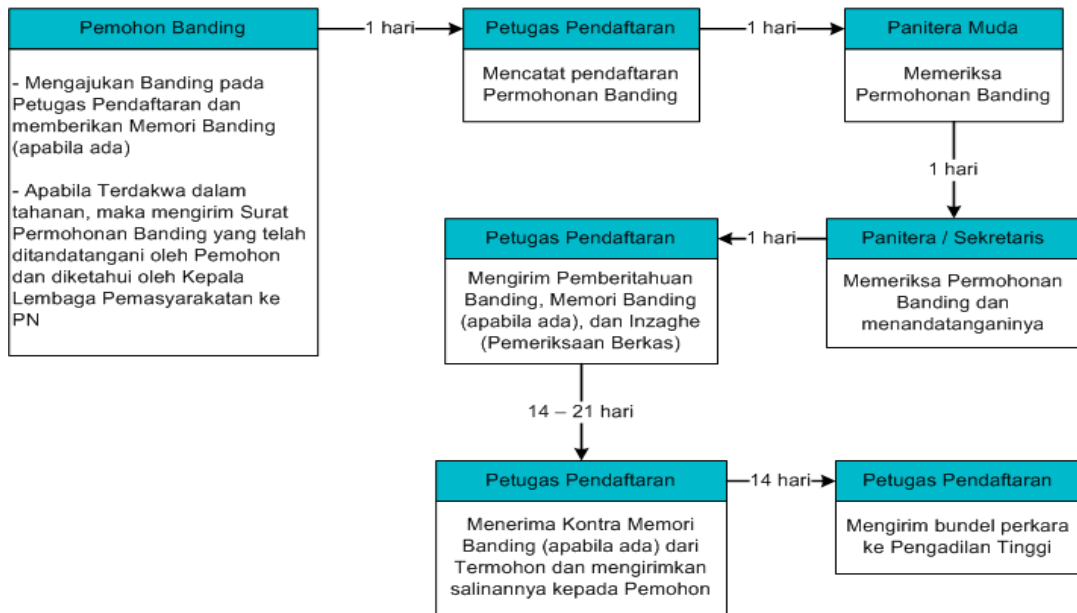 Pemohon Banding
- Mengajukan Banding pada
Petugas Pendaftaran dan
memberikan Memori Banding
(apabila ada)
- Apabila Terdakwa dalam
tahanan, maka mengirim Surat
Permohonan Banding yang telah
ditandatangani oleh Pemohon
dan diketahui oleh Kepala
Lembaga Pemasyarakatan ke
PN
1 hari
Petugas Pendaftaran
Mencatat pendaftaran
Permohonan Banding
1 hari
Panitera Muda
Memeriksa
Permohonan Banding
1 hari
Panitera / Sekretaris
Memeriksa Permohonan
Banding dan
menandatanganinya
1 hari
Petugas Pendaftaran
Mengirim Pemberitahuan
Banding, Memori Banding
(apabila ada), dan Inzaghe
(Pemeriksaan Berkas)
14 – 21 hari
Petugas Pendaftaran
Menerima Kontra Memori
Banding (apabila ada) dari
Termohon dan mengirimkan
salinannya kepada Pemohon
14 hari
Petugas Pendaftaran
Mengirim bundel perkara
ke Pengadilan Tinggi